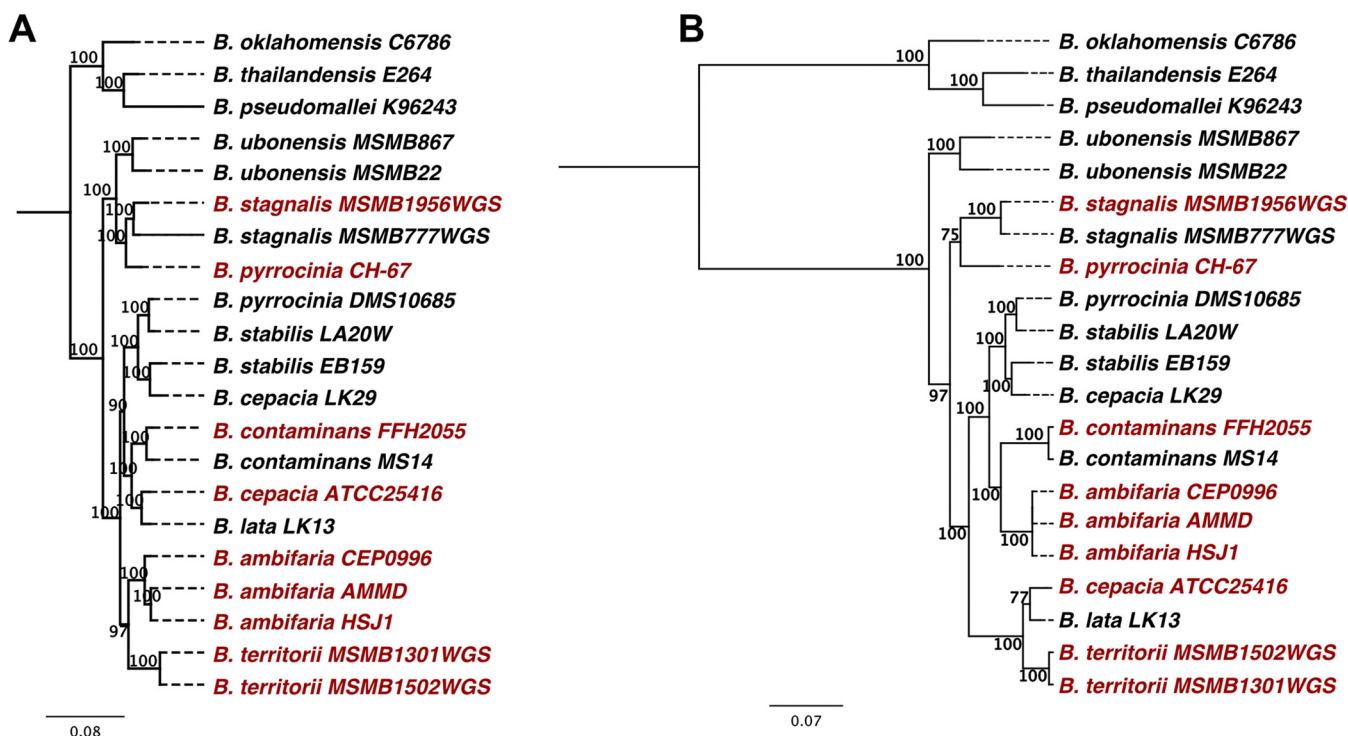 A
100
B. oklahomensis C6786
100
B. thailandensis E264
B. pseudomallei K96243
100
B. ubonensis MSMB867
B. ubonensis MSMB22
100
100
B. stagnalis MSMB1956WGS
B. stagnalis MSMB777WGS
100
B. pyrrocinia CH-67
100
B. pyrrocinia DMS10685
B. stabilis LA20W
100
100
B. stabilis EB159
100
B. cepacia LK29
90
100
B. contaminans FFH2055
B. contaminans MS14
100
B. cepacia ATCC25416
100
B. lata LK13
100
B. ambifaria CEP0996
100
B. ambifaria AMMD
100
B. ambifaria HSJ1
97
100
B. territorii MSMB1301WGS
B. territorii MSMB1502WGS
0.08
B
100
B. oklahomensis C6786
100
B. thailandensis E264
B. pseudomallei K96243
100
B. ubonensis MSMB867
B. ubonensis MSMB22
100
B. stagnalis MSMB1956WGS
75
B. stagnalis MSMB777WGS
100
B. pyrrocinia CH-67
100
B. pyrrocinia DMS10685
B. stabilis LA20W
100
B. stabilis EB159
100
B. cepacia LK29
97
100
100
B. contaminans FFH2055
B. contaminans MS14
100
B. ambifaria CEP0996
B. ambifaria AMMD
100
100
B. ambifaria HSJ1
B. cepacia ATCC25416
77
B. lata LK13
100
B. territorii MSMB1502WGS
100
B. territorii MSMB1301WGS
0.07